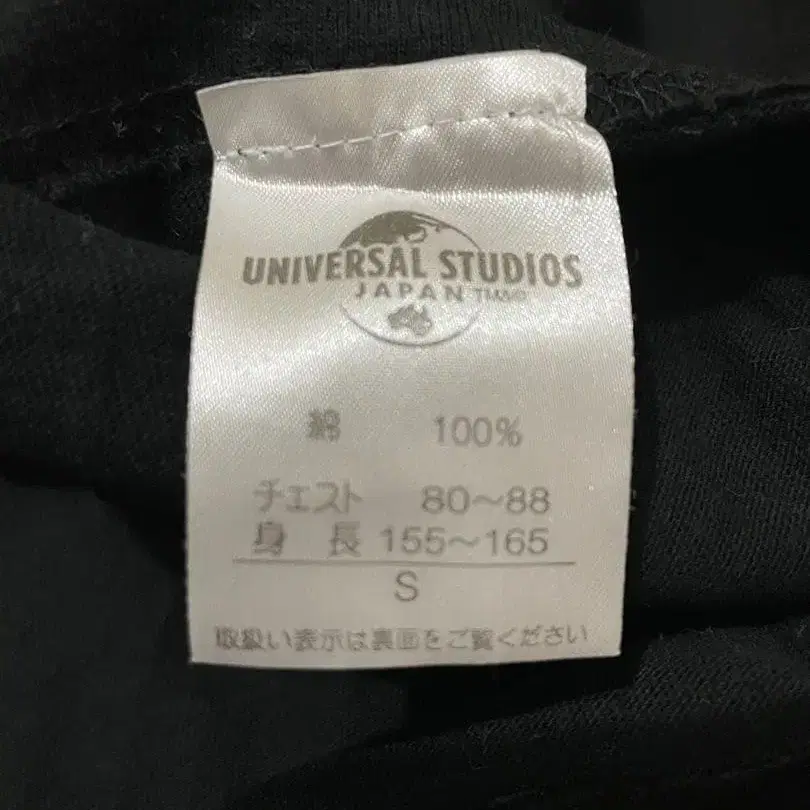 UNIVERSAL STUDIOS
JAPAN TM&©
綿 100%
チェスト 80～88
身長 155～165
S
取扱い表示は裏面をご覧ください